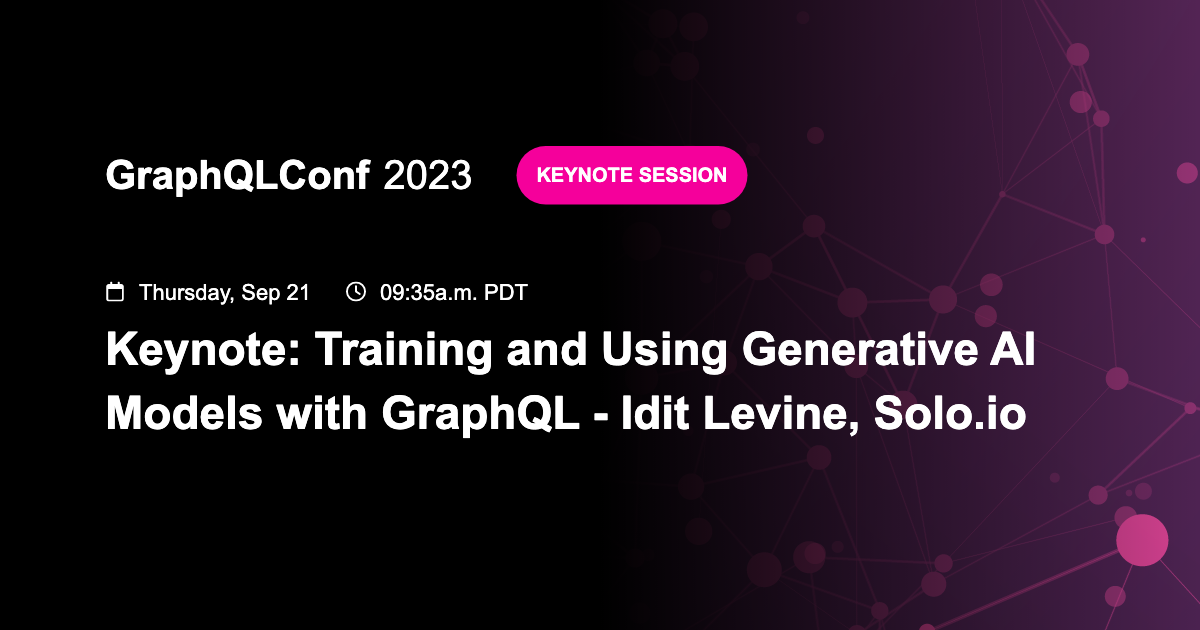 GraphQLConf 2023
KEYNOTE SESSION
Thursday, Sep 21
09:35a.m. PDT
Keynote: Training and Using Generative AI
Models with GraphQL - Idit Levine, Solo.io